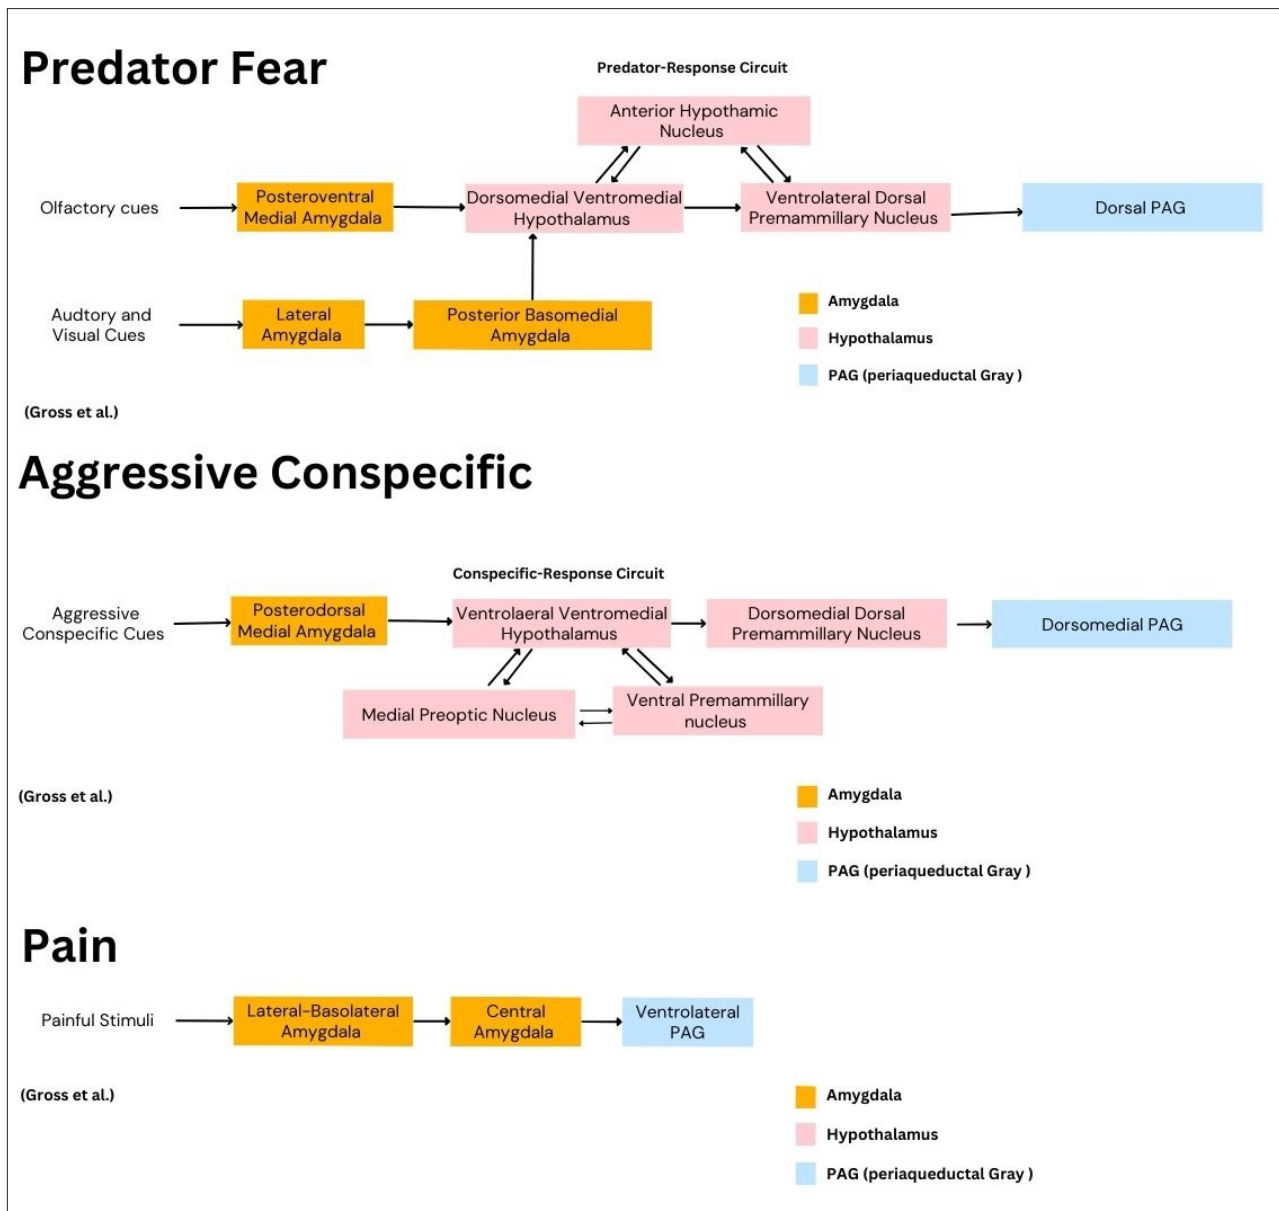 Predator Fear
Predator-Response Circuit
Anterior Hypothamic
Nucleus
Olfactory cues
Posteroventral
Medial Amygdala
Dorsomedial Ventromedial
Hypothalamus
Ventrolateral Dorsal
Premammillary Nucleus
Dorsal PAG
Audtory and
Visual Cues
Lateral
Amygdala
Posterior Basomedial
Amygdala
Amygdala
Hypothalamus
PAG (periaqueductal Gray )
(Gross et al.)
Aggressive Conspecific
Conspecific-Response Circuit
Aggressive
Conspecific Cues
Posterodorsal
Medial Amygdala
Ventrolaeral Ventromedial
Hypothalamus
Dorsomedial Dorsal
Premammillary Nucleus
Dorsomedial PAG
Medial Preoptic Nucleus
Ventral Premammillary
nucleus
(Gross et al.)
Amygdala
Hypothalamus
PAG (periaqueductal Gray )
Pain
Painful Stimuli
Lateral-Basolateral
Amygdala
Central
Amygdala
Ventrolateral
PAG
(Gross et al.)
Amygdala
Hypothalamus
PAG (periaqueductal Gray )